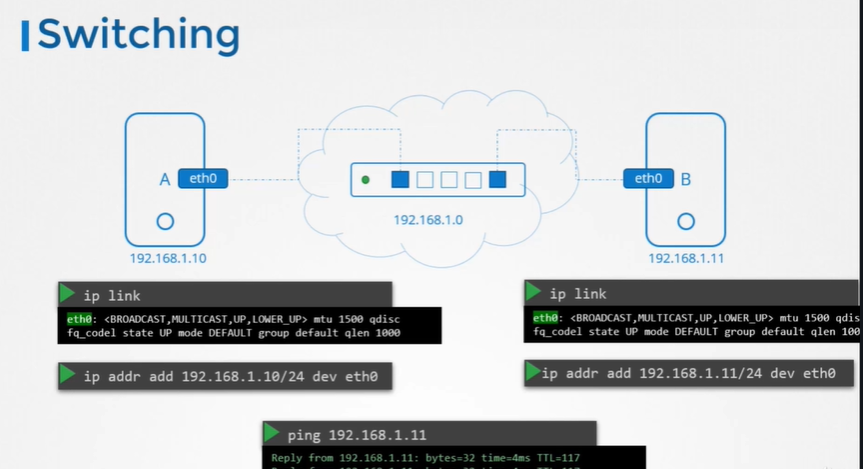 Switching
A
eth0
eth0
B
192.168.1.0
192.168.1.10
192.168.1.11
ip link
eth0: <BROADCAST,MULTICAST,UP,LOWER_UP> mtu 1500 qdisc
fq_codel state UP mode DEFAULT group default qlen 1000
ip addr add 192.168.1.10/24 dev eth0
ip link
eth0: <BROADCAST,MULTICAST,UP,LOWER_UP> mtu 1500 qdis
fq_codel state UP mode DEFAULT group default qlen 100
ip addr add 192.168.1.11/24 dev eth0
ping 192.168.1.11
Reply from 192.168.1.11: bytes=32 time=4ms TTL=117